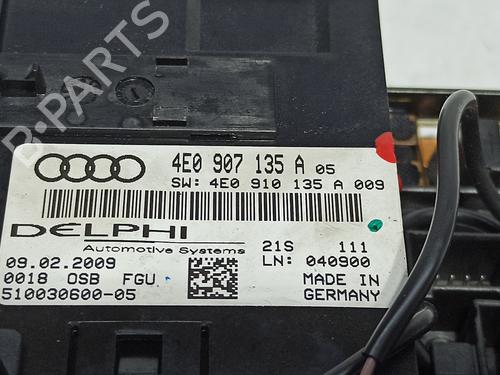 B-PARTS
4E0 907 135 A 05
SW: 4E0 910 135 A 009
DELPHI
Automotive Systems
21S 111
09.02.2009
LN: 040900
0018 OSB FGU
MADE IN
510030600-05
GERMANY